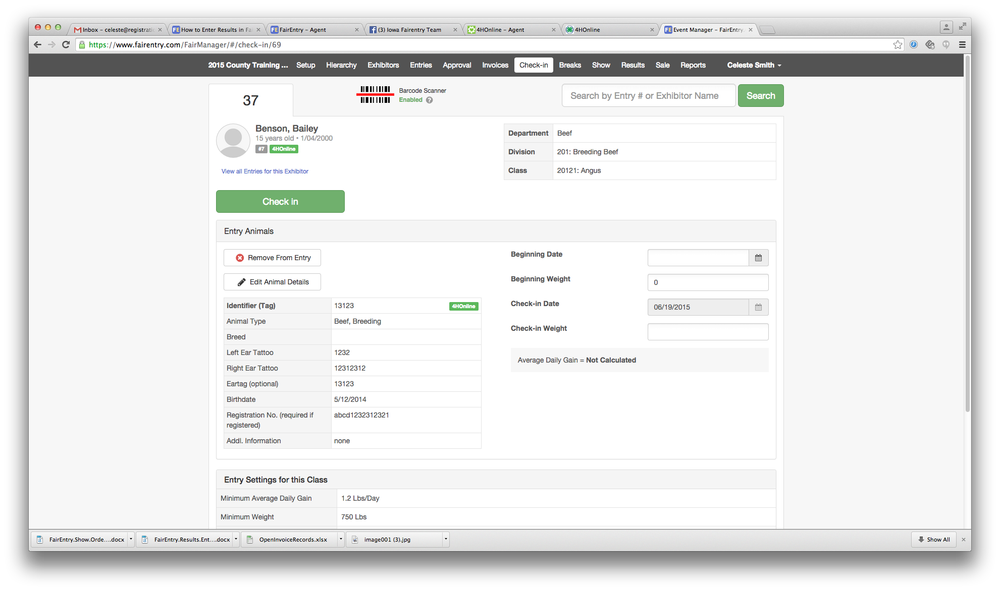 Inbox – celeste@registratic
How to Enter Results in Fai
FairEntry – Agent
(3) Iowa Fairentry Team
4HOnline – Agent
4HOnline
Event Manager – FairEntry.
https://www.fairentry.com/FairManager/#/check-in/69
2015 County Training ... Setup Hierarchy Exhibitors Entries Approval Invoices Check-in Breaks Show Results Sale Reports Celeste Smith
37
Barcode Scanner
Enabled ?
Search by Entry # or Exhibitor Name
Search
Benson, Bailey
15 years old • 1/04/2000
#7 4HOnline
View all Entries for this Exhibitor
Department Beef
Division 201: Breeding Beef
Class 20121: Angus
Check in
Entry Animals
Remove From Entry
Edit Animal Details
Identifier (Tag) 13123 4HOnline
Animal Type Beef, Breeding
Breed
Left Ear Tattoo 1232
Right Ear Tattoo 12312312
Eartag (optional) 13123
Birthdate 5/12/2014
Registration No. (required if abcd1232312321
registered)
Addl. Information none
Beginning Date
Beginning Weight 0
Check-in Date 06/19/2015
Check-in Weight
Average Daily Gain = Not Calculated
Entry Settings for this Class
Minimum Average Daily Gain 1.2 Lbs/Day
Minimum Weight 750 Lbs
FairEntry.Show.Orde....docx
FairEntry.Results.Ent....docx
OpenInvoiceRecords.xlsx
image001 (3).jpg
Show All